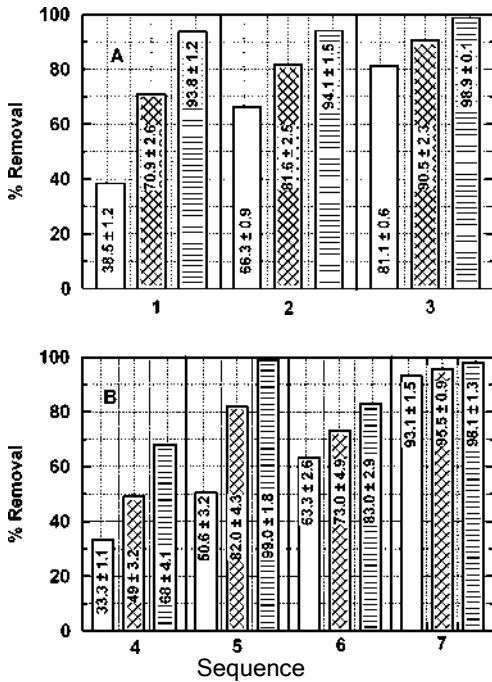 100
80
60
40
20
0
% Removal
A
38.5 ± 1.2
70.9 ± 2.6
93.8 ± 1.2
66.3 ± 0.9
81.6 ± 2.5
94.1 ± 1.5
81.1 ± 0.6
90.5 ± 2.3
98.9 ± 0.1
1 2 3
100
80
60
40
20
0
% Removal
B
33.3 ± 1.1
49 ± 3.2
68 ± 4.1
50.6 ± 3.2
82.0 ± 4.3
99.0 ± 1.8
63.3 ± 2.6
73.0 ± 4.9
83.0 ± 2.9
93.1 ± 1.5
95.5 ± 0.9
98.1 ± 1.3
4 5 6 7
Sequence